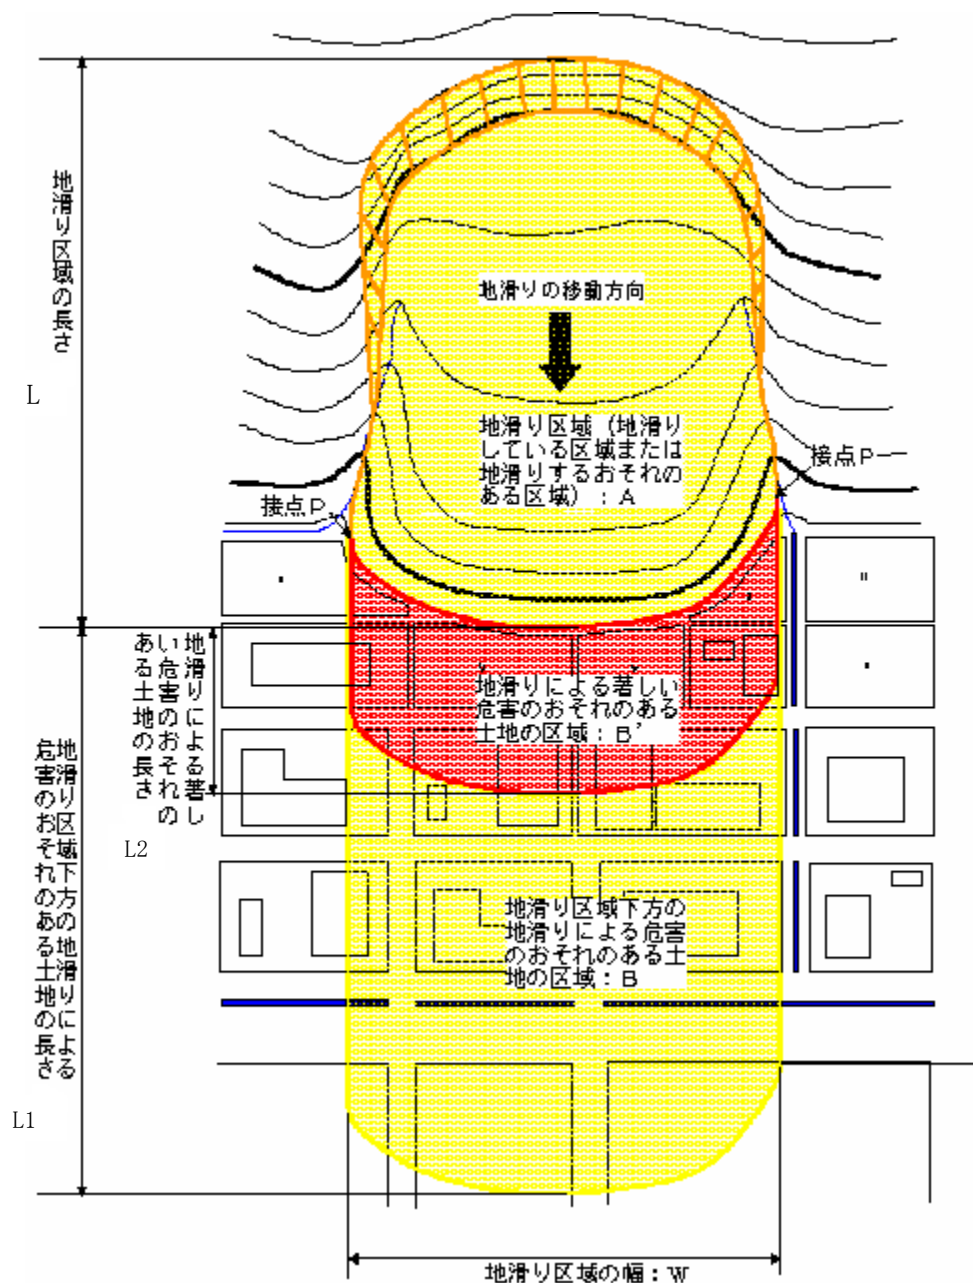 地滑り区域の長さ
L
地滑りの移動方向
地滑り区域（地滑り
している区域または
地滑りするおそれの
ある区域）：A
接点P
接点P
地滑りによる著し
い危害のおそれの
ある土地の長さ
L2
地滑りによる著しい
危害のおそれのある
土地の区域：B’
地滑り区域下方の地滑りによる
危害のおそれのある土地の長さ
L1
地滑り区域下方の
地滑りによる危害
のおそれのある土
地の区域：B
地滑り区域の幅：W